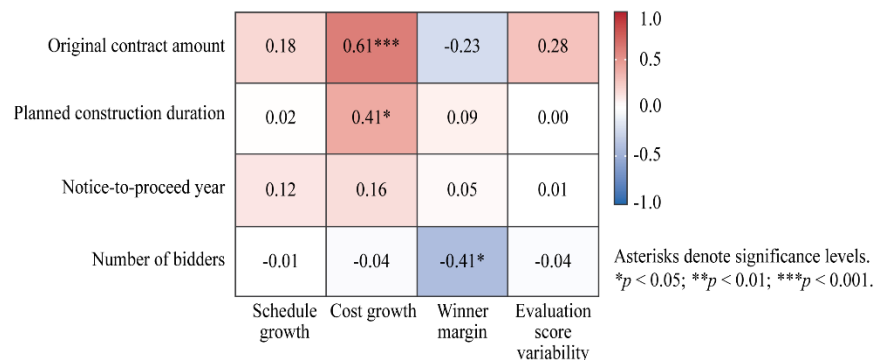 Original contract amount 0.18 0.61*** -0.23 0.28
Planned construction duration 0.02 0.41* 0.09 0.00
Notice-to-proceed year 0.12 0.16 0.05 0.01
Number of bidders -0.01 -0.04 -0.41* -0.04
Schedule growth
Cost growth
Winner margin
Evaluation score variability
1.0
0.5
0.0
-0.5
-1.0
Asterisks denote significance levels.
*p < 0.05; **p < 0.01; ***p < 0.001.